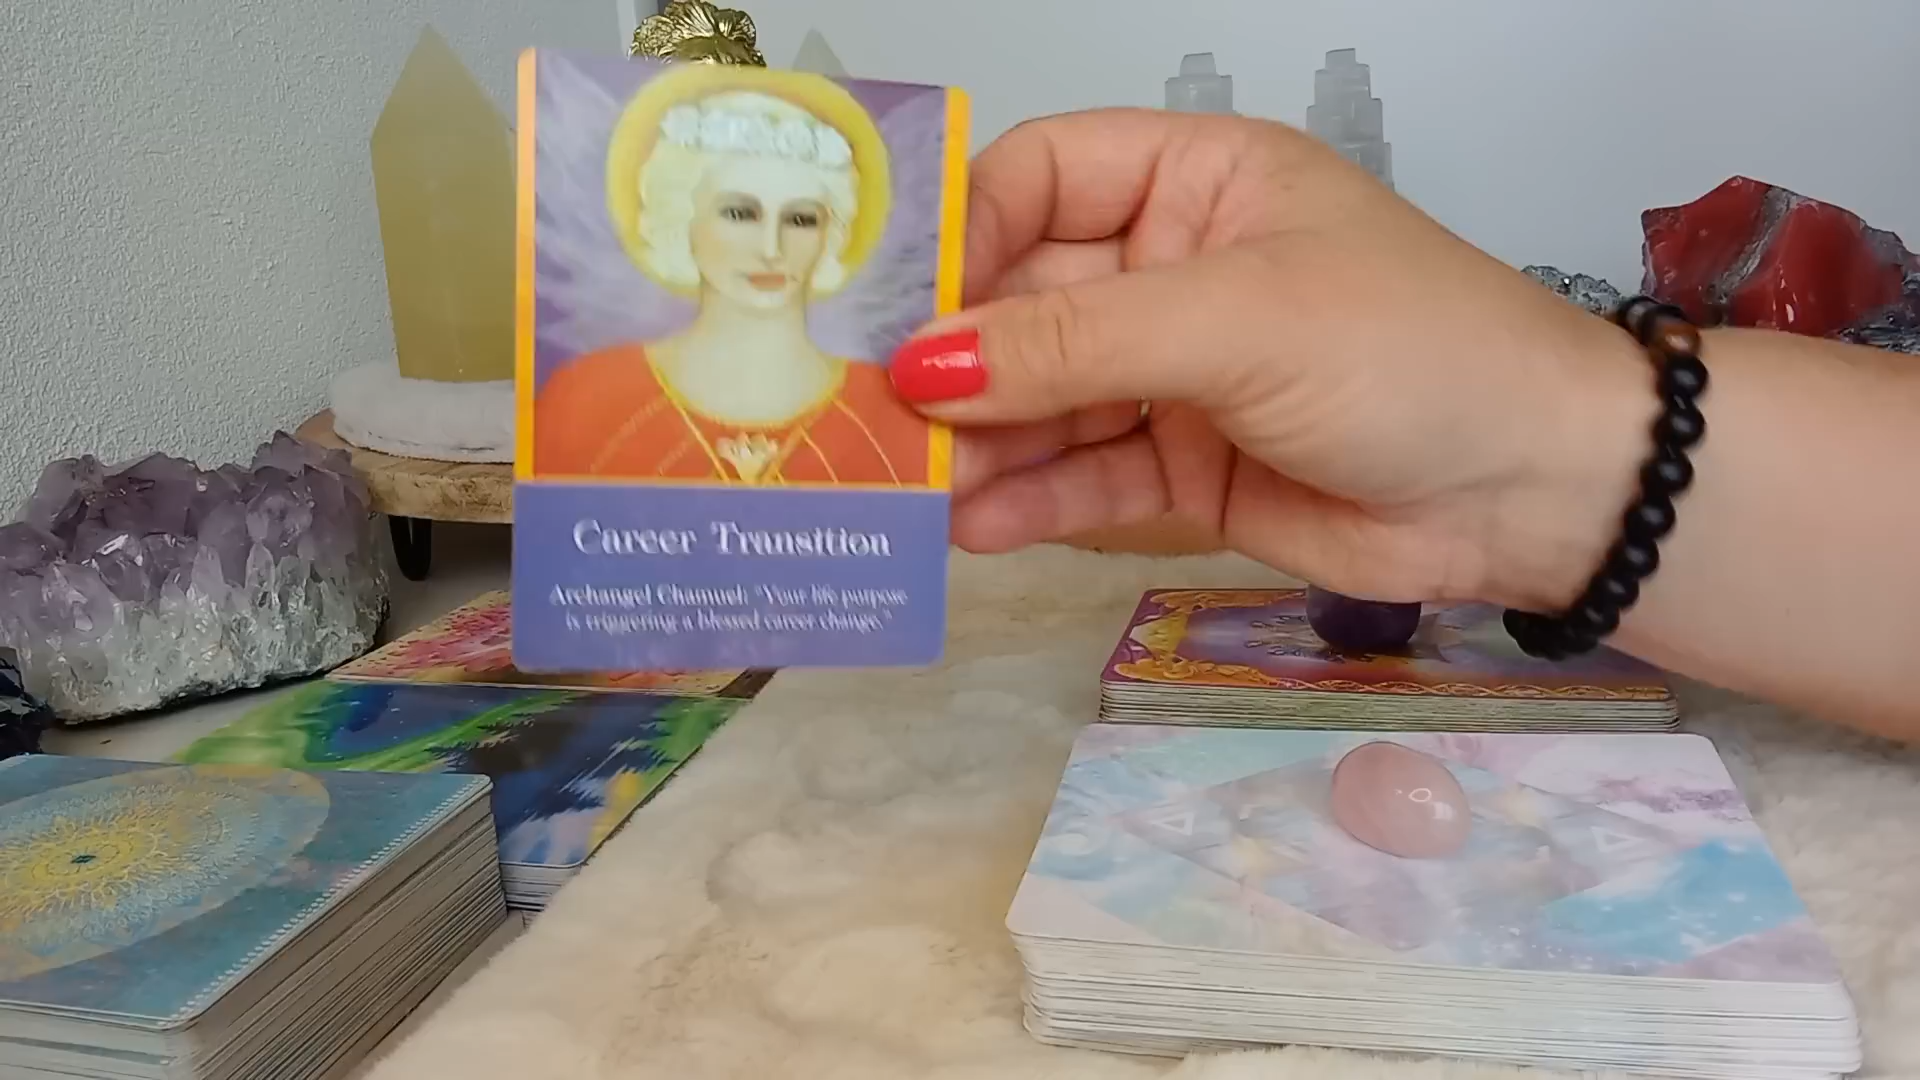 Career Transition
Archangel Chamuel: "Your life purpose
is triggering a blessed career change."